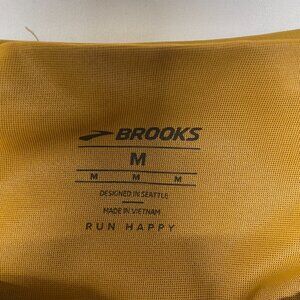 BROOKS
M
M M M
DESIGNED IN SEATTLE
MADE IN VIETNAM
RUN HAPPY